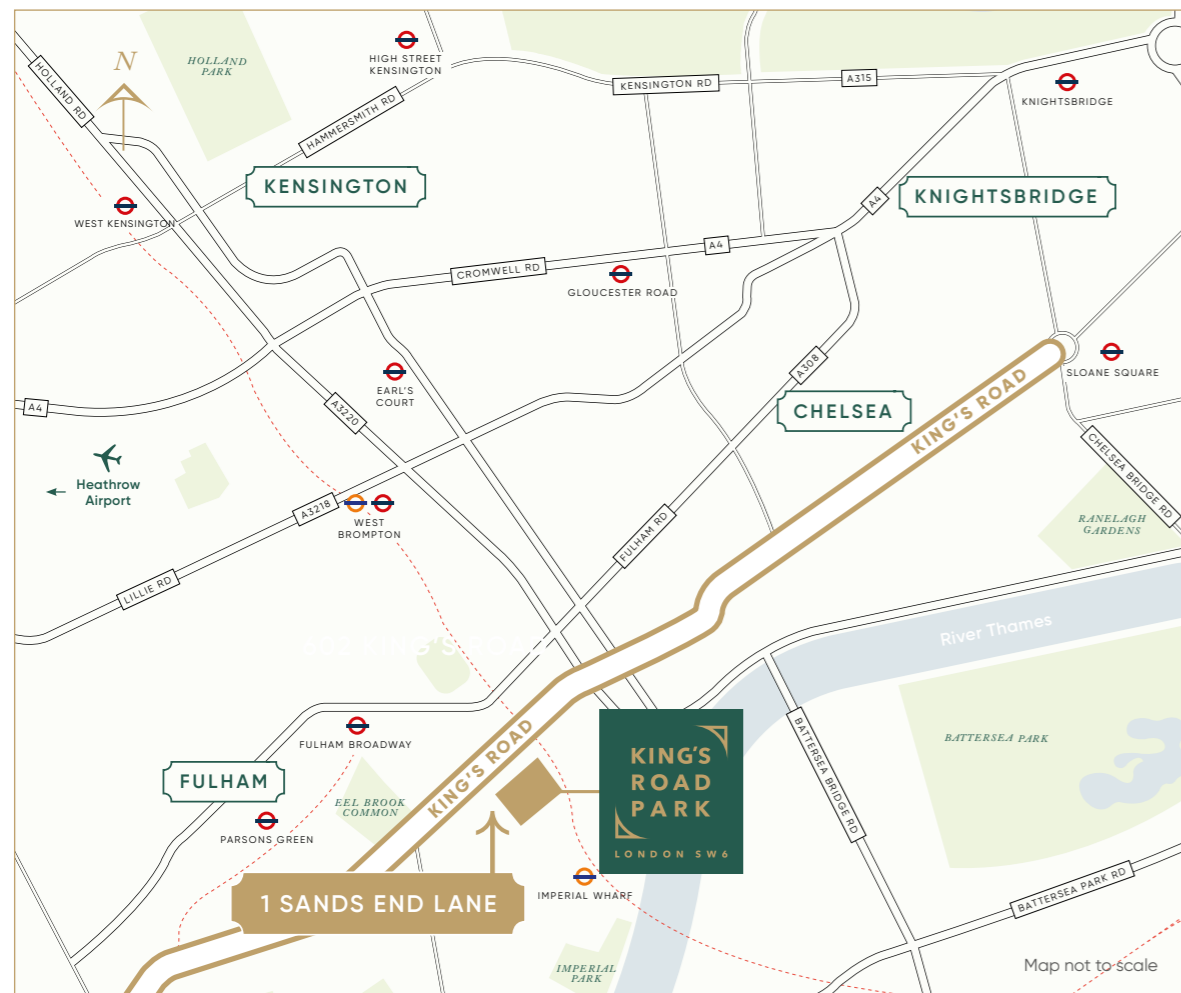 N
HOLLAND
PARK
HIGH STREET
KENSINGTON
HOLLAND RD
HAMMERSMITH RD
KENSINGTON RD
A315
KNIGHTSBRIDGE
KENSINGTON
KNIGHTSBRIDGE
WEST KENSINGTON
A4
A4
CROMWELL RD
GLOUCESTER ROAD
A308
SLOANE SQUARE
EARL'S
COURT
A4
A3220
CHELSEA
KING'S ROAD
CHELSEA BRIDGE RD
Heathrow
Airport
A3218
WEST
BROMPTON
FULHAM RD
RANELAGH
GARDENS
LILLIE RD
River Thames
602 KING'S ROAD
FULHAM BROADWAY
KING'S ROAD
BATTERSEA PARK
BATTERSEA BRIDGE RD
KING'S
ROAD
PARK
LONDON SW6
FULHAM
EEL BROOK
COMMON
PARSONS GREEN
1 SANDS END LANE
IMPERIAL WHARF
BATTERSEA PARK RD
IMPERIAL
PARK
Map not to scale